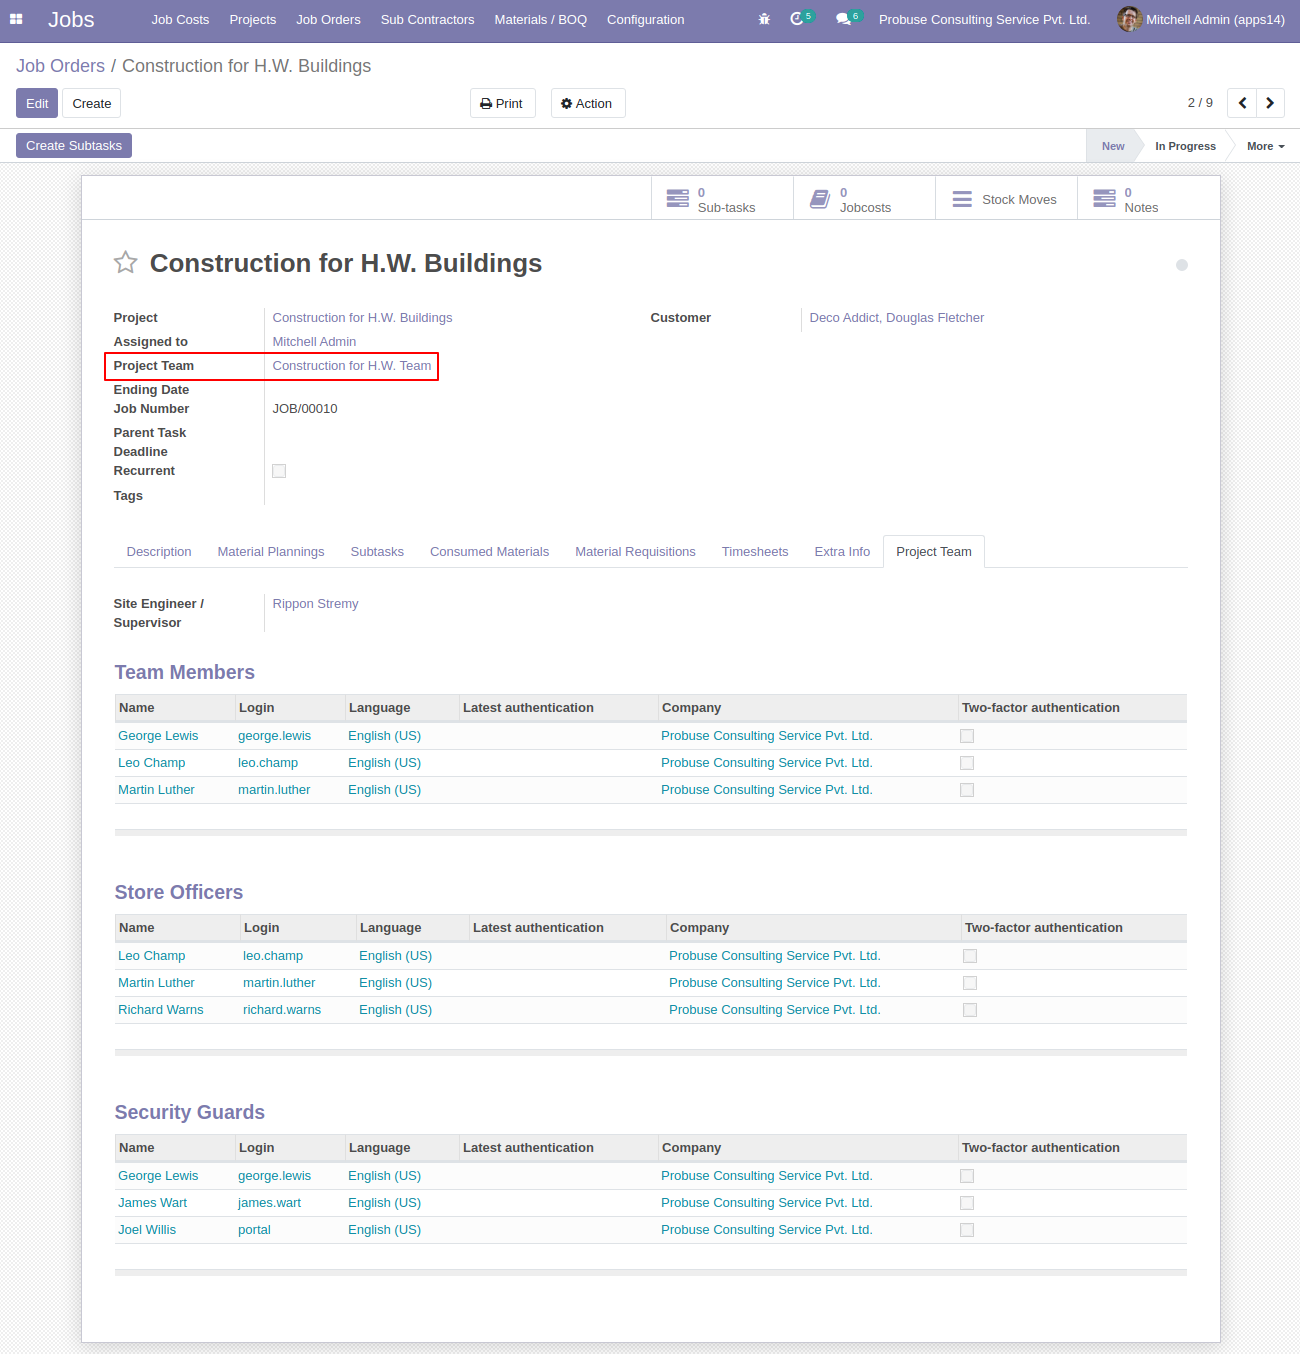 Jobs Job Costs Projects Job Orders Sub Contractors Materials / BOQ Configuration 5 6 Probuse Consulting Service Pvt. Ltd. Mitchell Admin (apps14)
Job Orders / Construction for H.W. Buildings
Edit Create Print Action 2 / 9
Create Subtasks New In Progress More
0 Sub-tasks 0 Jobcosts Stock Moves 0 Notes
Construction for H.W. Buildings
Project Construction for H.W. Buildings Customer Deco Addict, Douglas Fletcher
Assigned to Mitchell Admin
Project Team Construction for H.W. Team
Ending Date
Job Number JOB/00010
Parent Task
Deadline
Recurrent
Tags
Description Material Plannings Subtasks Consumed Materials Material Requisitions Timesheets Extra Info Project Team
Site Engineer / Rippon Stremy
Supervisor
Team Members
Name Login Language Latest authentication Company Two-factor authentication
George Lewis george.lewis English (US) Probuse Consulting Service Pvt. Ltd.
Leo Champ leo.champ English (US) Probuse Consulting Service Pvt. Ltd.
Martin Luther martin.luther English (US) Probuse Consulting Service Pvt. Ltd.
Store Officers
Name Login Language Latest authentication Company Two-factor authentication
Leo Champ leo.champ English (US) Probuse Consulting Service Pvt. Ltd.
Martin Luther martin.luther English (US) Probuse Consulting Service Pvt. Ltd.
Richard Warns richard.warns English (US) Probuse Consulting Service Pvt. Ltd.
Security Guards
Name Login Language Latest authentication Company Two-factor authentication
George Lewis george.lewis English (US) Probuse Consulting Service Pvt. Ltd.
James Wart james.wart English (US) Probuse Consulting Service Pvt. Ltd.
Joel Willis portal English (US) Probuse Consulting Service Pvt. Ltd.